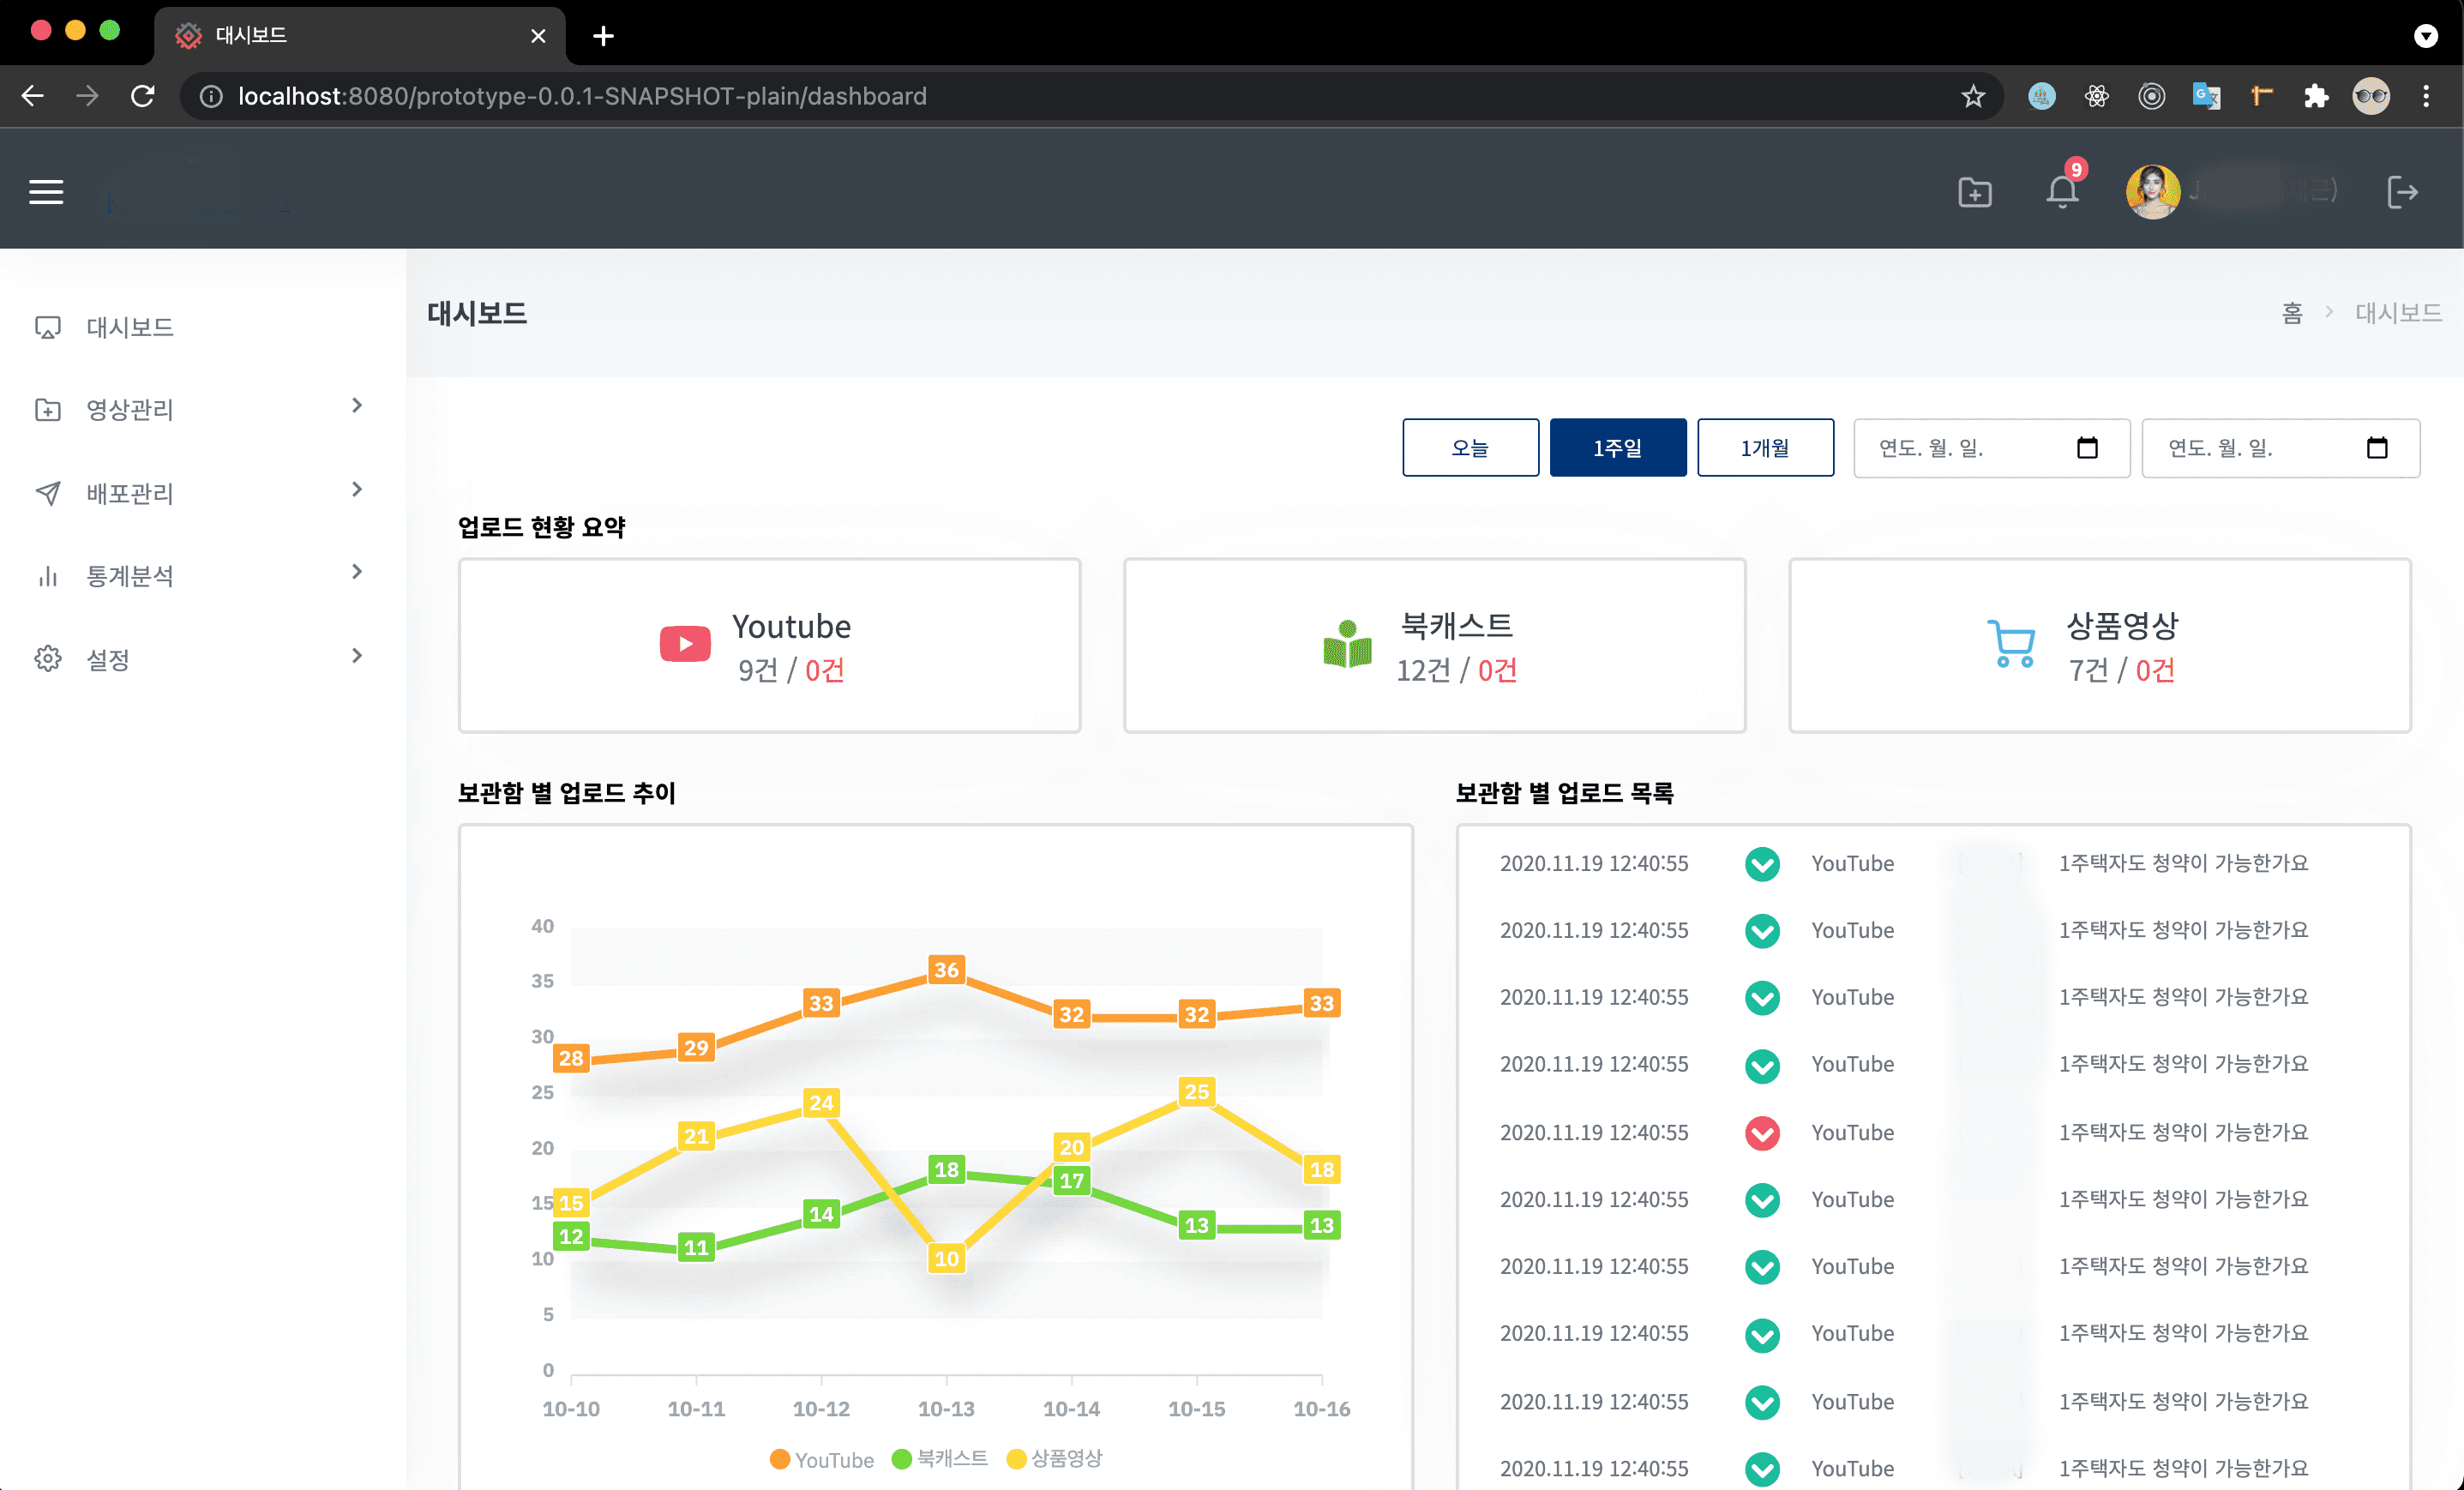 대시보드
localhost:8080/prototype-0.0.1-SNAPSHOT-plain/dashboard
9
대시보드
영상관리
배포관리
통계분석
설정
대시보드
홈 > 대시보드
오늘 1주일 1개월 연도. 월. 일. 연도. 월. 일.
업로드 현황 요약
Youtube
9건 / 0건
북캐스트
12건 / 0건
상품영상
7건 / 0건
보관함 별 업로드 추이
40
35
30
25
20
15
10
5
0
28 29 33 36 32 32 33
15 21 24 10 20 25 18
12 11 14 18 17 13 13
10-10 10-11 10-12 10-13 10-14 10-15 10-16
YouTube 북캐스트 상품영상
보관함 별 업로드 목록
2020.11.19 12:40:55 YouTube 1주택자도 청약이 가능한가요
2020.11.19 12:40:55 YouTube 1주택자도 청약이 가능한가요
2020.11.19 12:40:55 YouTube 1주택자도 청약이 가능한가요
2020.11.19 12:40:55 YouTube 1주택자도 청약이 가능한가요
2020.11.19 12:40:55 YouTube 1주택자도 청약이 가능한가요
2020.11.19 12:40:55 YouTube 1주택자도 청약이 가능한가요
2020.11.19 12:40:55 YouTube 1주택자도 청약이 가능한가요
2020.11.19 12:40:55 YouTube 1주택자도 청약이 가능한가요
2020.11.19 12:40:55 YouTube 1주택자도 청약이 가능한가요
2020.11.19 12:40:55 YouTube 1주택자도 청약이 가능한가요